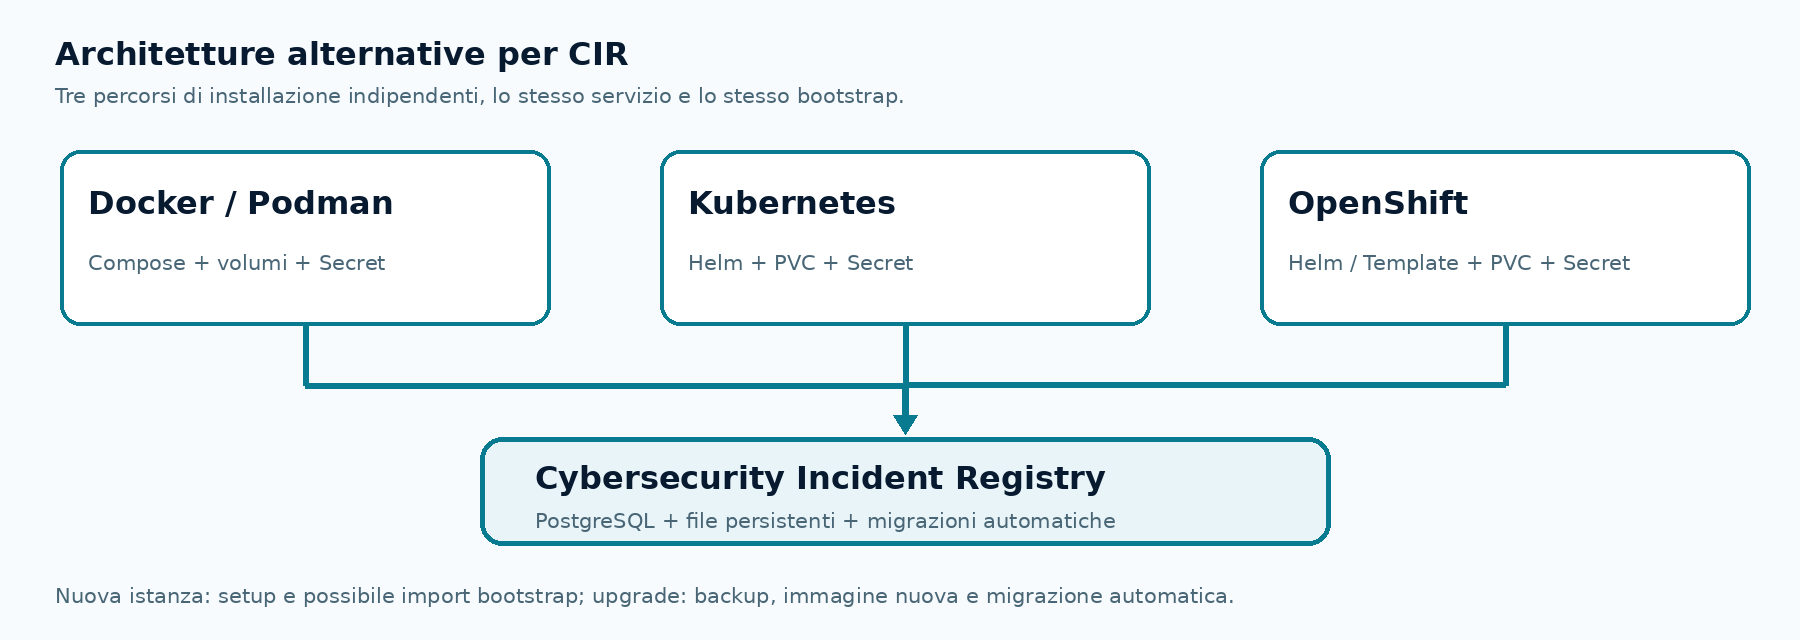 Architetture alternative per CIR
Tre percorsi di installazione indipendenti, lo stesso servizio e lo stesso bootstrap.
Docker / Podman
Compose + volumi + Secret
Kubernetes
Helm + PVC + Secret
OpenShift
Helm / Template + PVC + Secret
Cybersecurity Incident Registry
PostgreSQL + file persistenti + migrazioni automatiche
Nuova istanza: setup e possibile import bootstrap; upgrade: backup, immagine nuova e migrazione automatica.